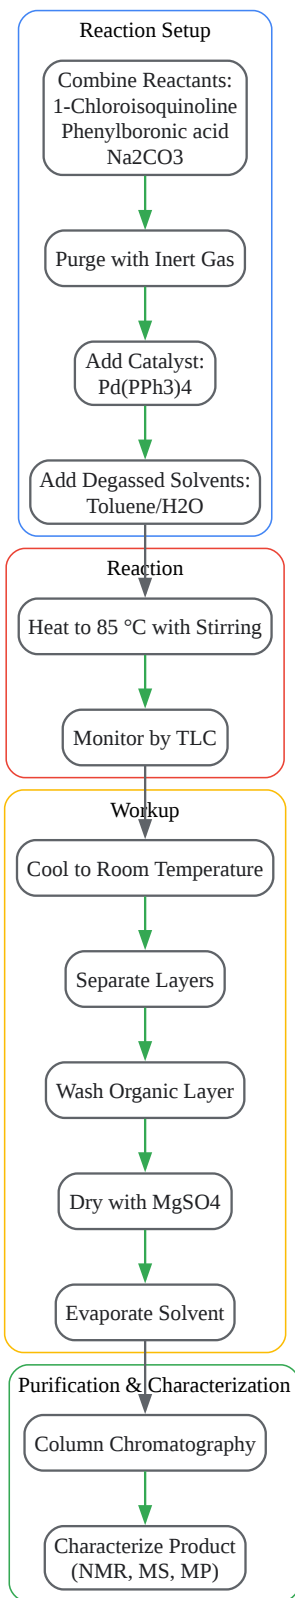 Reaction Setup
Combine Reactants:
1-Chloroisoquinoline
Phenylboronic acid
Na2CO3
Purge with Inert Gas
Add Catalyst:
Pd(PPh3)4
Add Degassed Solvents:
Toluene/H2O
Reaction
Heat to 85 °C with Stirring
Monitor by TLC
Workup
Cool to Room Temperature
Separate Layers
Wash Organic Layer
Dry with MgSO4
Evaporate Solvent
Purification & Characterization
Column Chromatography
Characterize Product
(NMR, MS, MP)